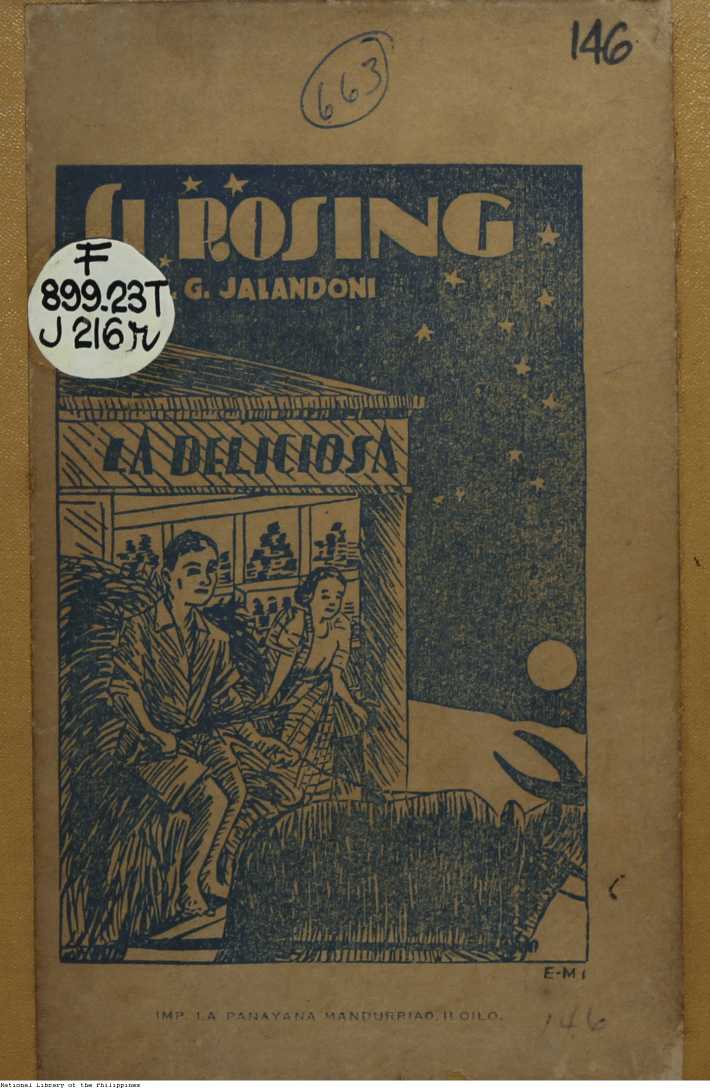 146
663
SI ROSING
F
899.23T
J 216r
. G. JALANDONI
LA DELICIOSA
E-M
IMP. LA PANAYANA MANDURRIAO, ILOILO.
146
National Library of the Philippines